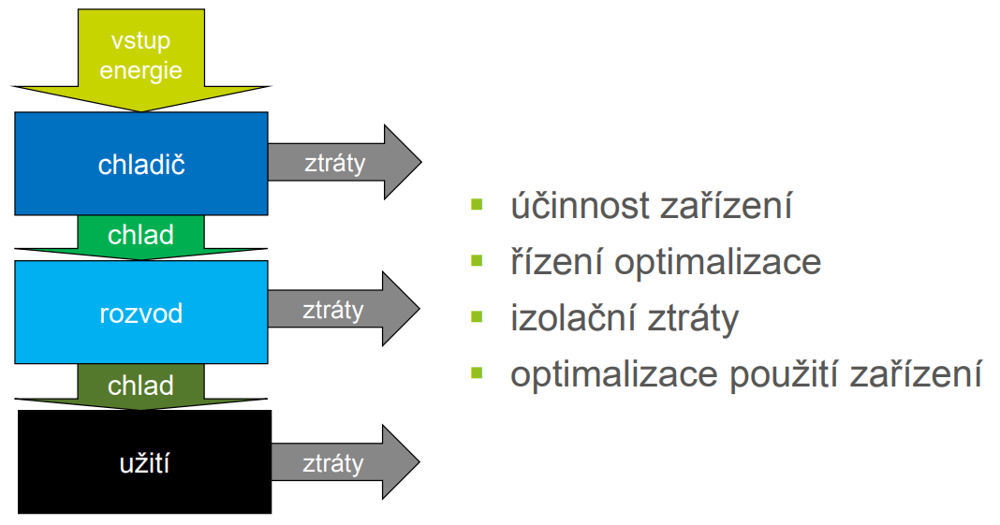 vstup
energie
chladič
ztráty
chlad
rozvod
ztráty
chlad
užití
ztráty
účinnost zařízení
řízení optimalizace
izolační ztráty
optimalizace použití zařízení